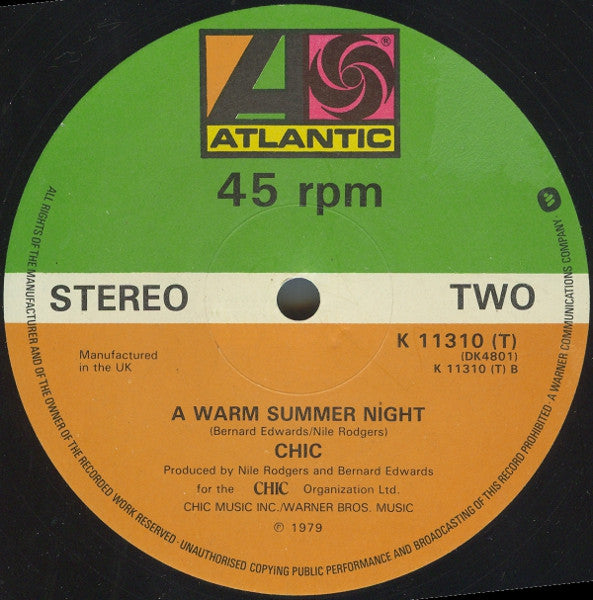 ATLANTIC
45 rpm
STEREO
TWO
K 11310 (T)
(DK4801)
K 11310 (T) B
Manufactured
in the UK
A WARM SUMMER NIGHT
(Bernard Edwards/Nile Rodgers)
CHIC
Produced by Nile Rodgers and Bernard Edwards
for the CHIC Organization Ltd.
CHIC MUSIC INC./WARNER BROS. MUSIC
℗ 1979
ALL RIGHTS OF THE MANUFACTURER AND OF THE OWNER OF THE RECORDED WORK RESERVED · UNAUTHORISED COPYING PUBLIC PERFORMANCE AND BROADCASTING OF THIS RECORD PROHIBITED · A WARNER COMMUNICATIONS COMPANY ·